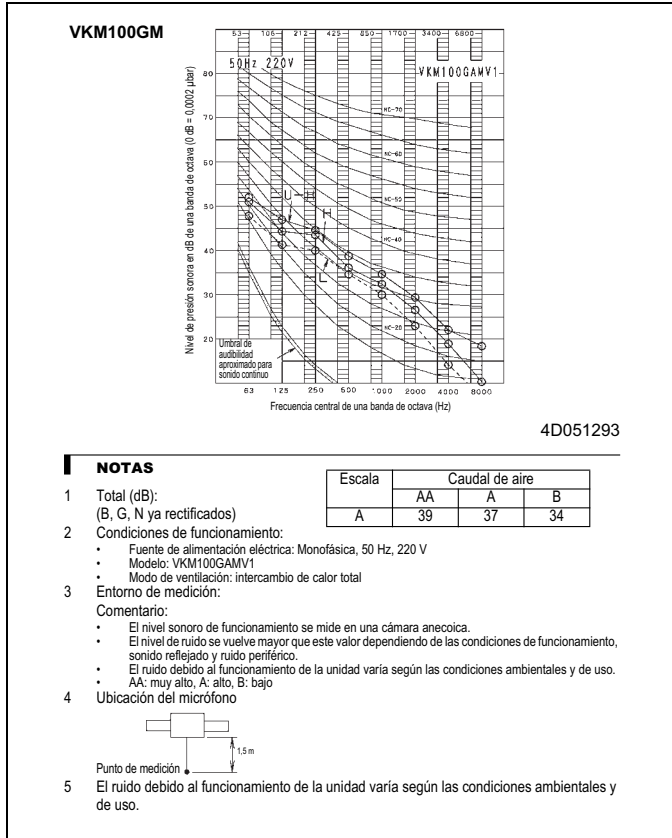 VKM100GM
53 106 212 425 850 1700 3400 6800
50Hz 220V
VKM100GAMV1
Nivel de presión sonora en dB de una banda de octava (0 dB = 0,0002 μbar)
80
70
60
50
40
30
20
NC-70
NC-60
NC-50
NC-40
NC-20
U-H
H
L
Umbral de
audibilidad
aproximado para
sonido continuo
63 125 250 500 1000 2000 4000 8000
Frecuencia central de una banda de octava (Hz)
4D051293
NOTAS
1 Total (dB):
(B, G, N ya rectificados)
Escala Caudal de aire
AA A B
A 39 37 34
2 Condiciones de funcionamiento:
• Fuente de alimentación eléctrica: Monofásica, 50 Hz, 220 V
• Modelo: VKM100GAMV1
• Modo de ventilación: intercambio de calor total
3 Entorno de medición:
Comentario:
• El nivel sonoro de funcionamiento se mide en una cámara anecoica.
• El nivel de ruido se vuelve mayor que este valor dependiendo de las condiciones de funcionamiento,
sonido reflejado y ruido periférico.
• El ruido debido al funcionamiento de la unidad varía según las condiciones ambientales y de uso.
• AA: muy alto, A: alto, B: bajo
4 Ubicación del micrófono
1,5 m
Punto de medición
5 El ruido debido al funcionamiento de la unidad varía según las condiciones ambientales y
de uso.